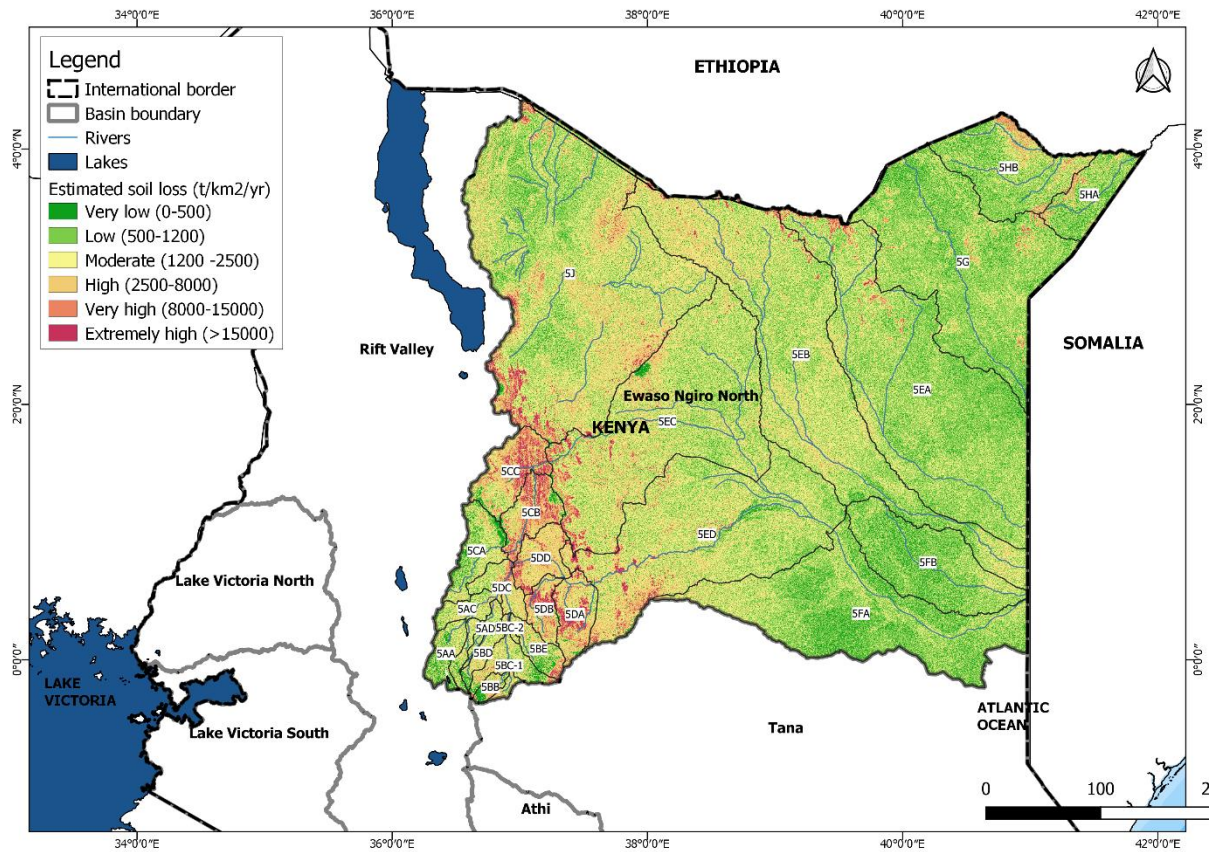 36°0'0"E
38°0'0"E
40°0'0"E
42°0'0"E
Legend
International border
Basin boundary
Rivers
Lakes
Estimated soil loss (t/km2/yr)
Very low (0-500)
Low (500-1200)
Moderate (1200 -2500)
High (2500-8000)
Very high (8000-15000)
Extremely high (>15000)
ETHIOPIA
4°0'0"N
4°0'0"N
5HB
5HA
5G
5J
SOMALIA
Rift Valley
5EB
5EA
Ewaso Ngiro North
2°0'0"N
2°0'0"N
KENYA
5EC
5CC
5CB
5ED
5CA
5DD
5FB
Lake Victoria North
5DC
5AC
5DB
5DA
5FA
5AD
5BC-2
5AA
5BD
5BE
5BC-1
0°0'0"N
0°0'0"N
5BB
LAKE
VICTORIA
Lake Victoria South
Tana
ATLANTIC
OCEAN
Athi
0
100
2
34°0'0"E
36°0'0"E
38°0'0"E
40°0'0"E
42°0'0"E